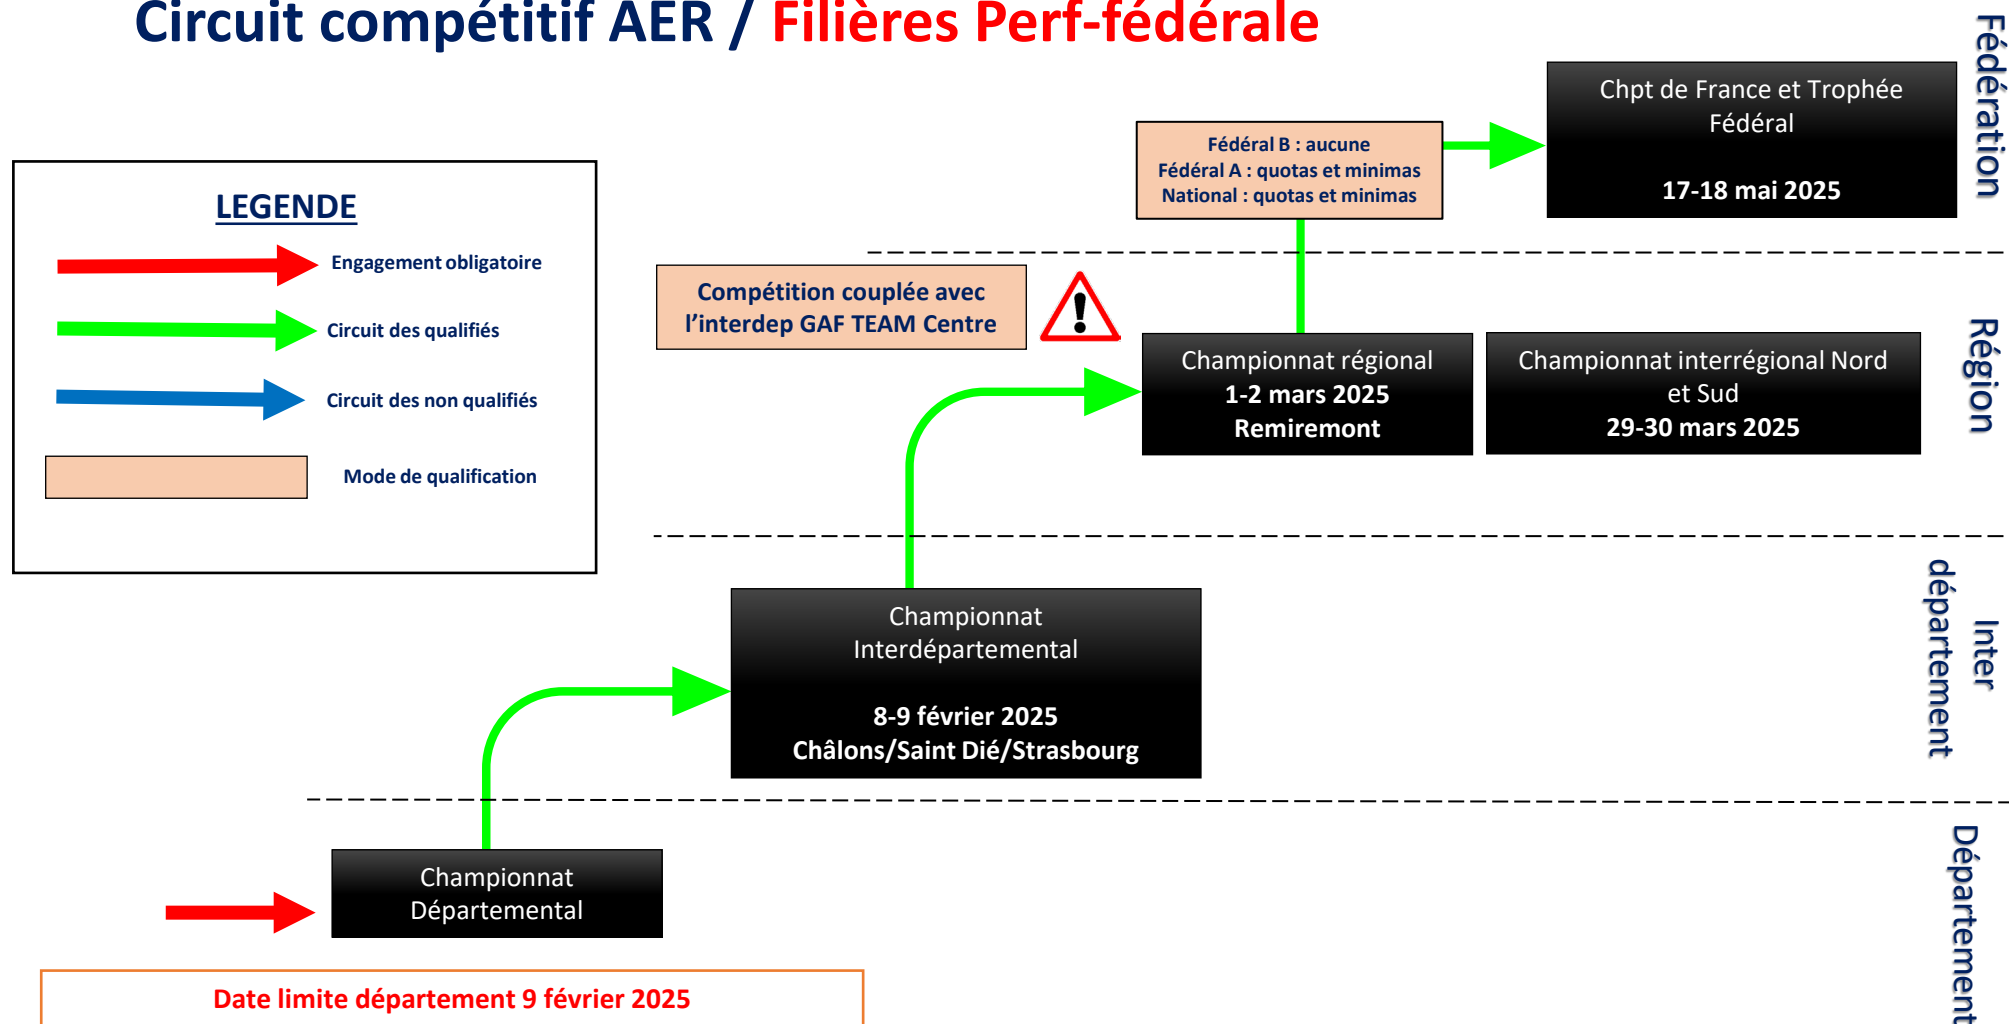 Circuit compétitif AER / Filières Perf-fédérale
Fédération
Chpt de France et Trophée
Fédéral
17-18 mai 2025
Fédéral B : aucune
Fédéral A : quotas et minimas
National : quotas et minimas
LEGENDE
Engagement obligatoire
Circuit des qualifiés
Circuit des non qualifiés
Mode de qualification
Compétition couplée avec
l'interdep GAF TEAM Centre
Région
Championnat régional
1-2 mars 2025
Remiremont
Championnat interrégional Nord
et Sud
29-30 mars 2025
Inter
département
Championnat
Interdépartemental
8-9 février 2025
Châlons/Saint Dié/Strasbourg
Département
Championnat
Départemental
Date limite département 9 février 2025